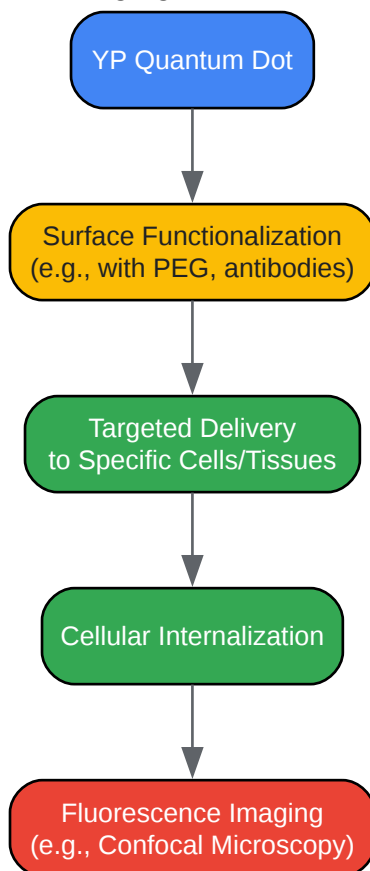 YP Quantum Dot
Surface Functionalization
(e.g., with PEG, antibodies)
Targeted Delivery
to Specific Cells/Tissues
Cellular Internalization
Fluorescence Imaging
(e.g., Confocal Microscopy)